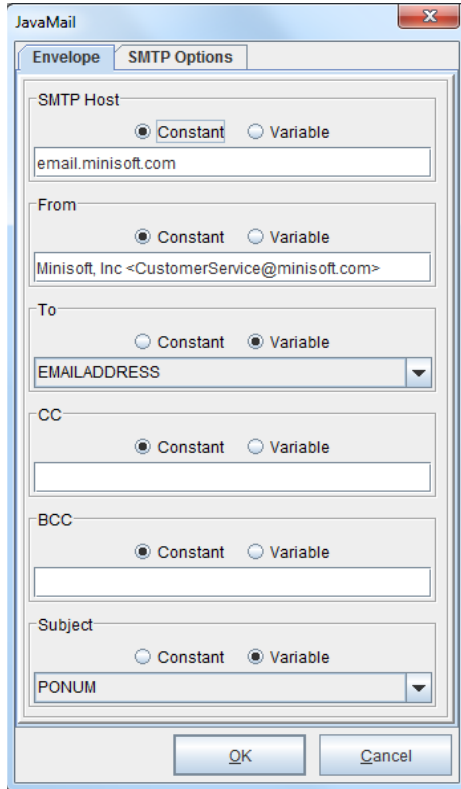 JavaMail
Envelope SMTP Options
SMTP Host
Constant Variable
email.minisoft.com
From
Constant Variable
Minisoft, Inc <CustomerService@minisoft.com>
To
Constant Variable
EMAILADDRESS
CC
Constant Variable
BCC
Constant Variable
Subject
Constant Variable
PONUM
OK Cancel